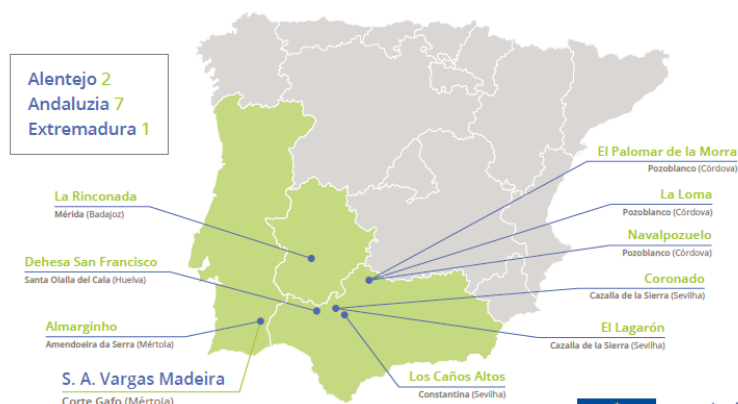 Alentejo 2
Andaluzia 7
Extremadura 1
La Rinconada
Mérida (Badajoz)
Dehesa San Francisco
Santa Olalla del Cala (Huelva)
Almarginho
Amendoeira da Serra (Mértola)
S. A. Vargas Madeira
Corte Gafo (Mértola)
El Palomar de la Morra
Pozoblanco (Córdova)
La Loma
Pozoblanco (Córdova)
Navalpozuelo
Pozoblanco (Córdova)
Coronado
Cazalla de la Sierra (Sevilha)
El Lagarón
Cazalla de la Sierra (Sevilha)
Los Caños Altos
Constantina (Sevilha)